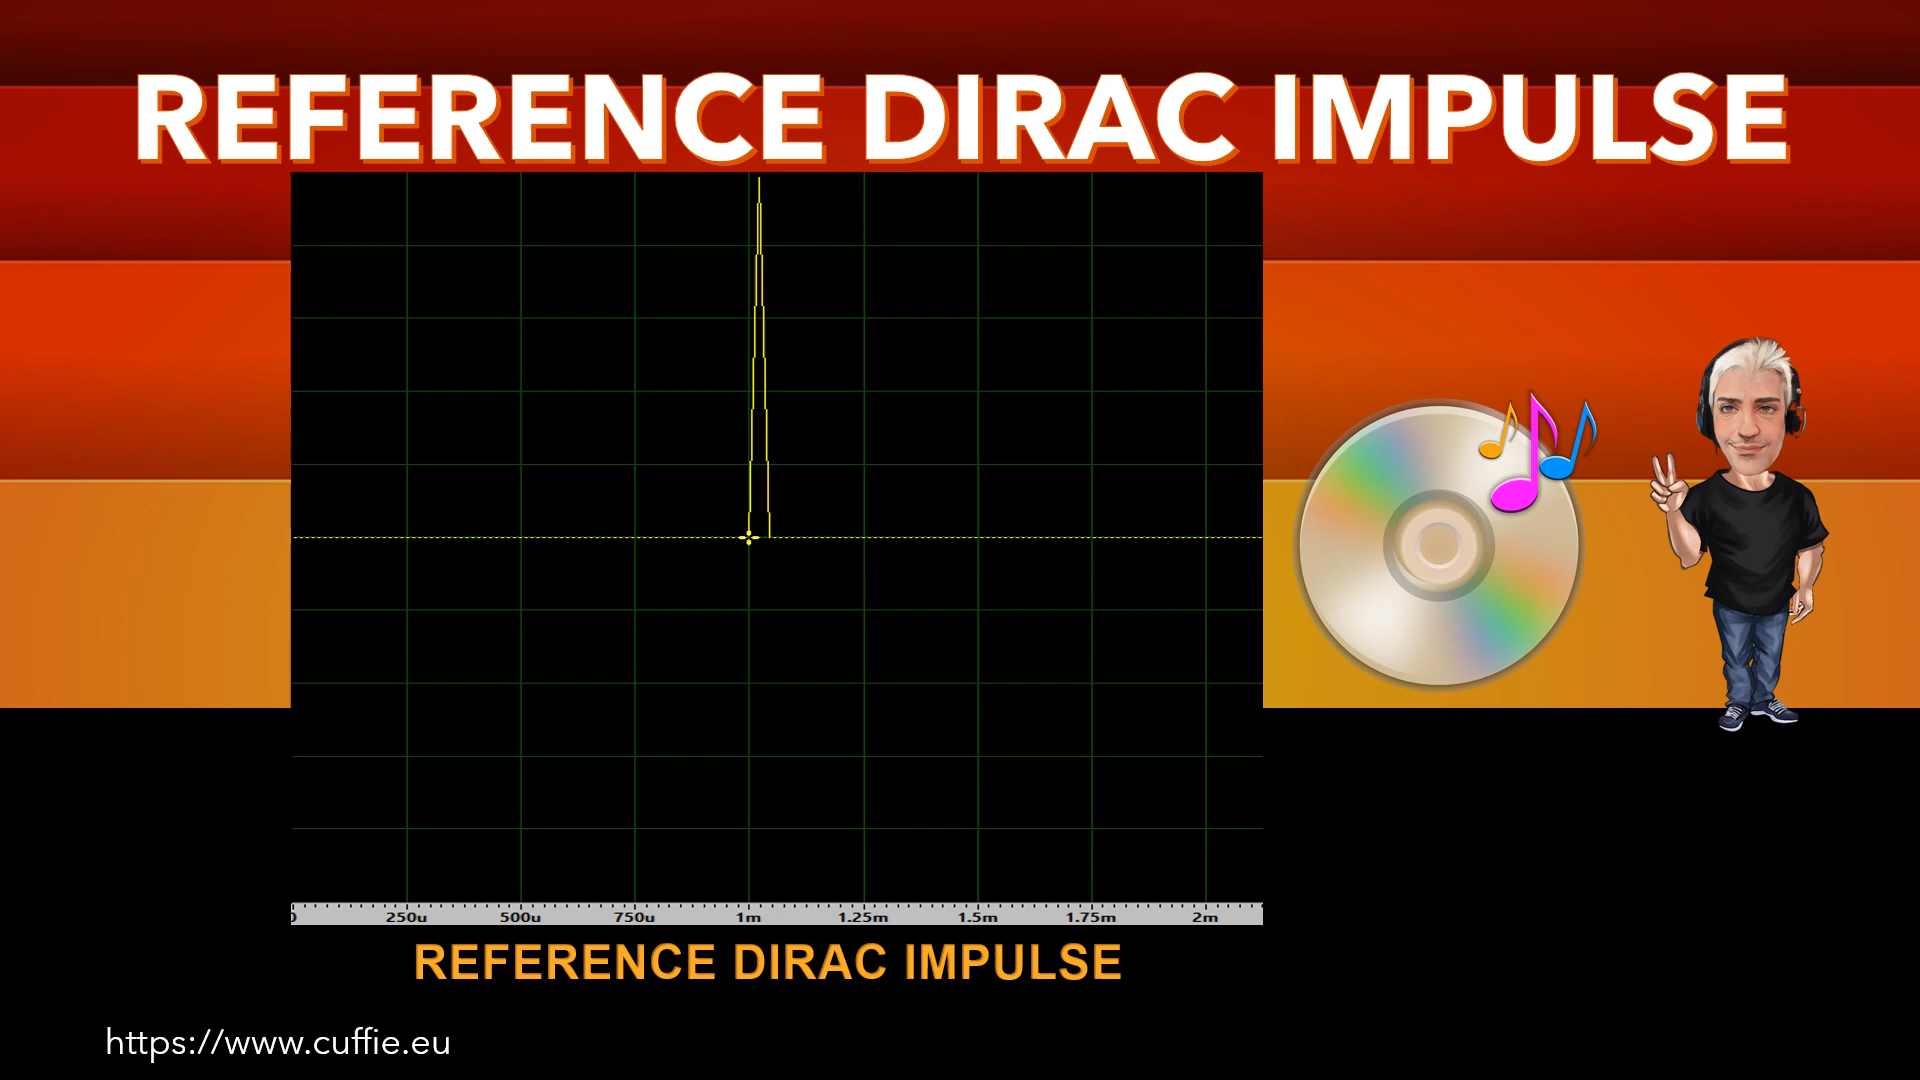 REFERENCE DIRAC IMPULSE
0 250u 500u 750u 1m 1.25m 1.5m 1.75m 2m
REFERENCE DIRAC IMPULSE
https://www.cuffie.eu